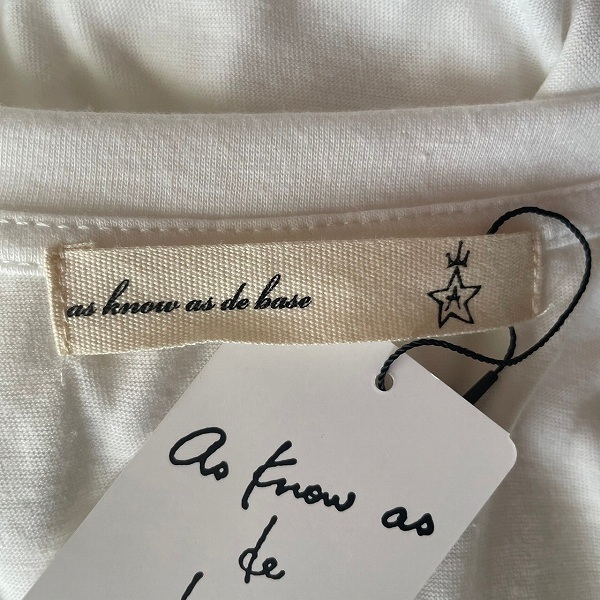 as know as de base
A
As know as
de